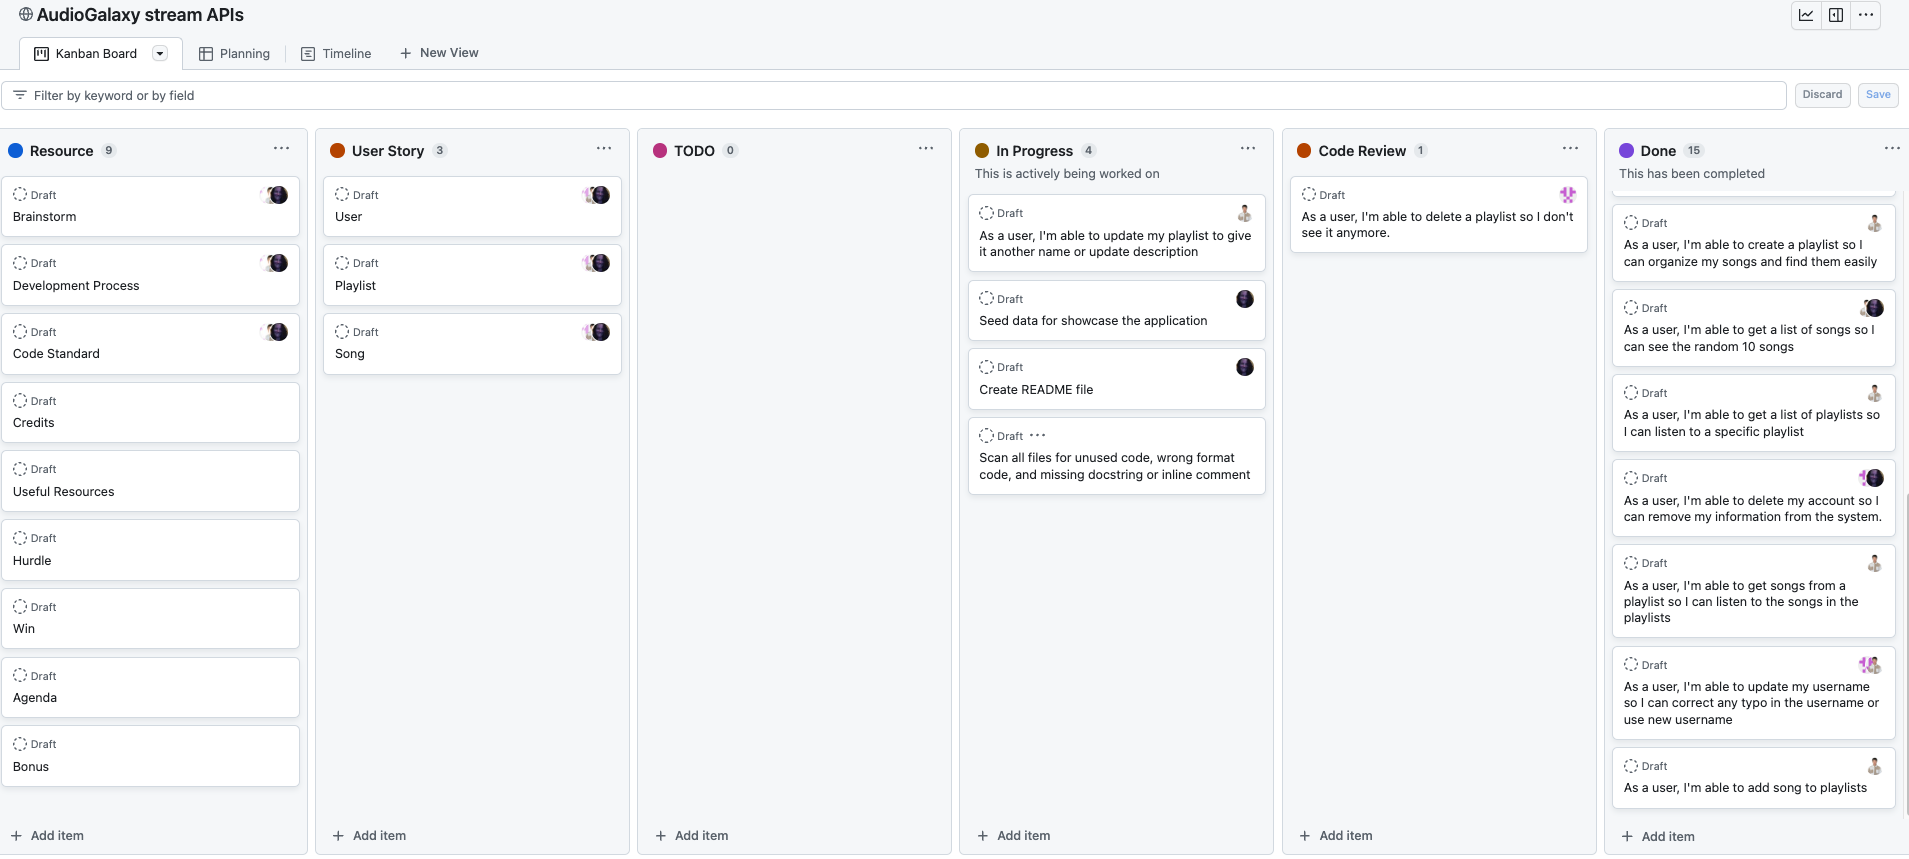 AudioGalaxy stream APIs
Kanban Board
Planning
Timeline
New View
Filter by keyword or by field
Discard
Save
Resource 9
Draft
Brainstorm
Draft
Development Process
Draft
Code Standard
Draft
Credits
Draft
Useful Resources
Draft
Hurdle
Draft
Win
Draft
Agenda
Draft
Bonus
+ Add item
User Story 3
Draft
User
Draft
Playlist
Draft
Song
+ Add item
TODO 0
+ Add item
In Progress 4
This is actively being worked on
Draft
As a user, I'm able to update my playlist to give
it another name or update description
Draft
Seed data for showcase the application
Draft
Create README file
Draft ...
Scan all files for unused code, wrong format
code, and missing docstring or inline comment
+ Add item
Code Review 1
Draft
As a user, I'm able to delete a playlist so I don't
see it anymore.
+ Add item
Done 15
This has been completed
Draft
As a user, I'm able to create a playlist so I
can organize my songs and find them easily
Draft
As a user, I'm able to get a list of songs so I
can see the random 10 songs
Draft
As a user, I'm able to get a list of playlists so
I can listen to a specific playlist
Draft
As a user, I'm able to delete my account so I
can remove my information from the system.
Draft
As a user, I'm able to get songs from a
playlist so I can listen to the songs in the
playlists
Draft
As a user, I'm able to update my username
so I can correct any typo in the username or
use new username
Draft
As a user, I'm able to add song to playlists
+ Add item